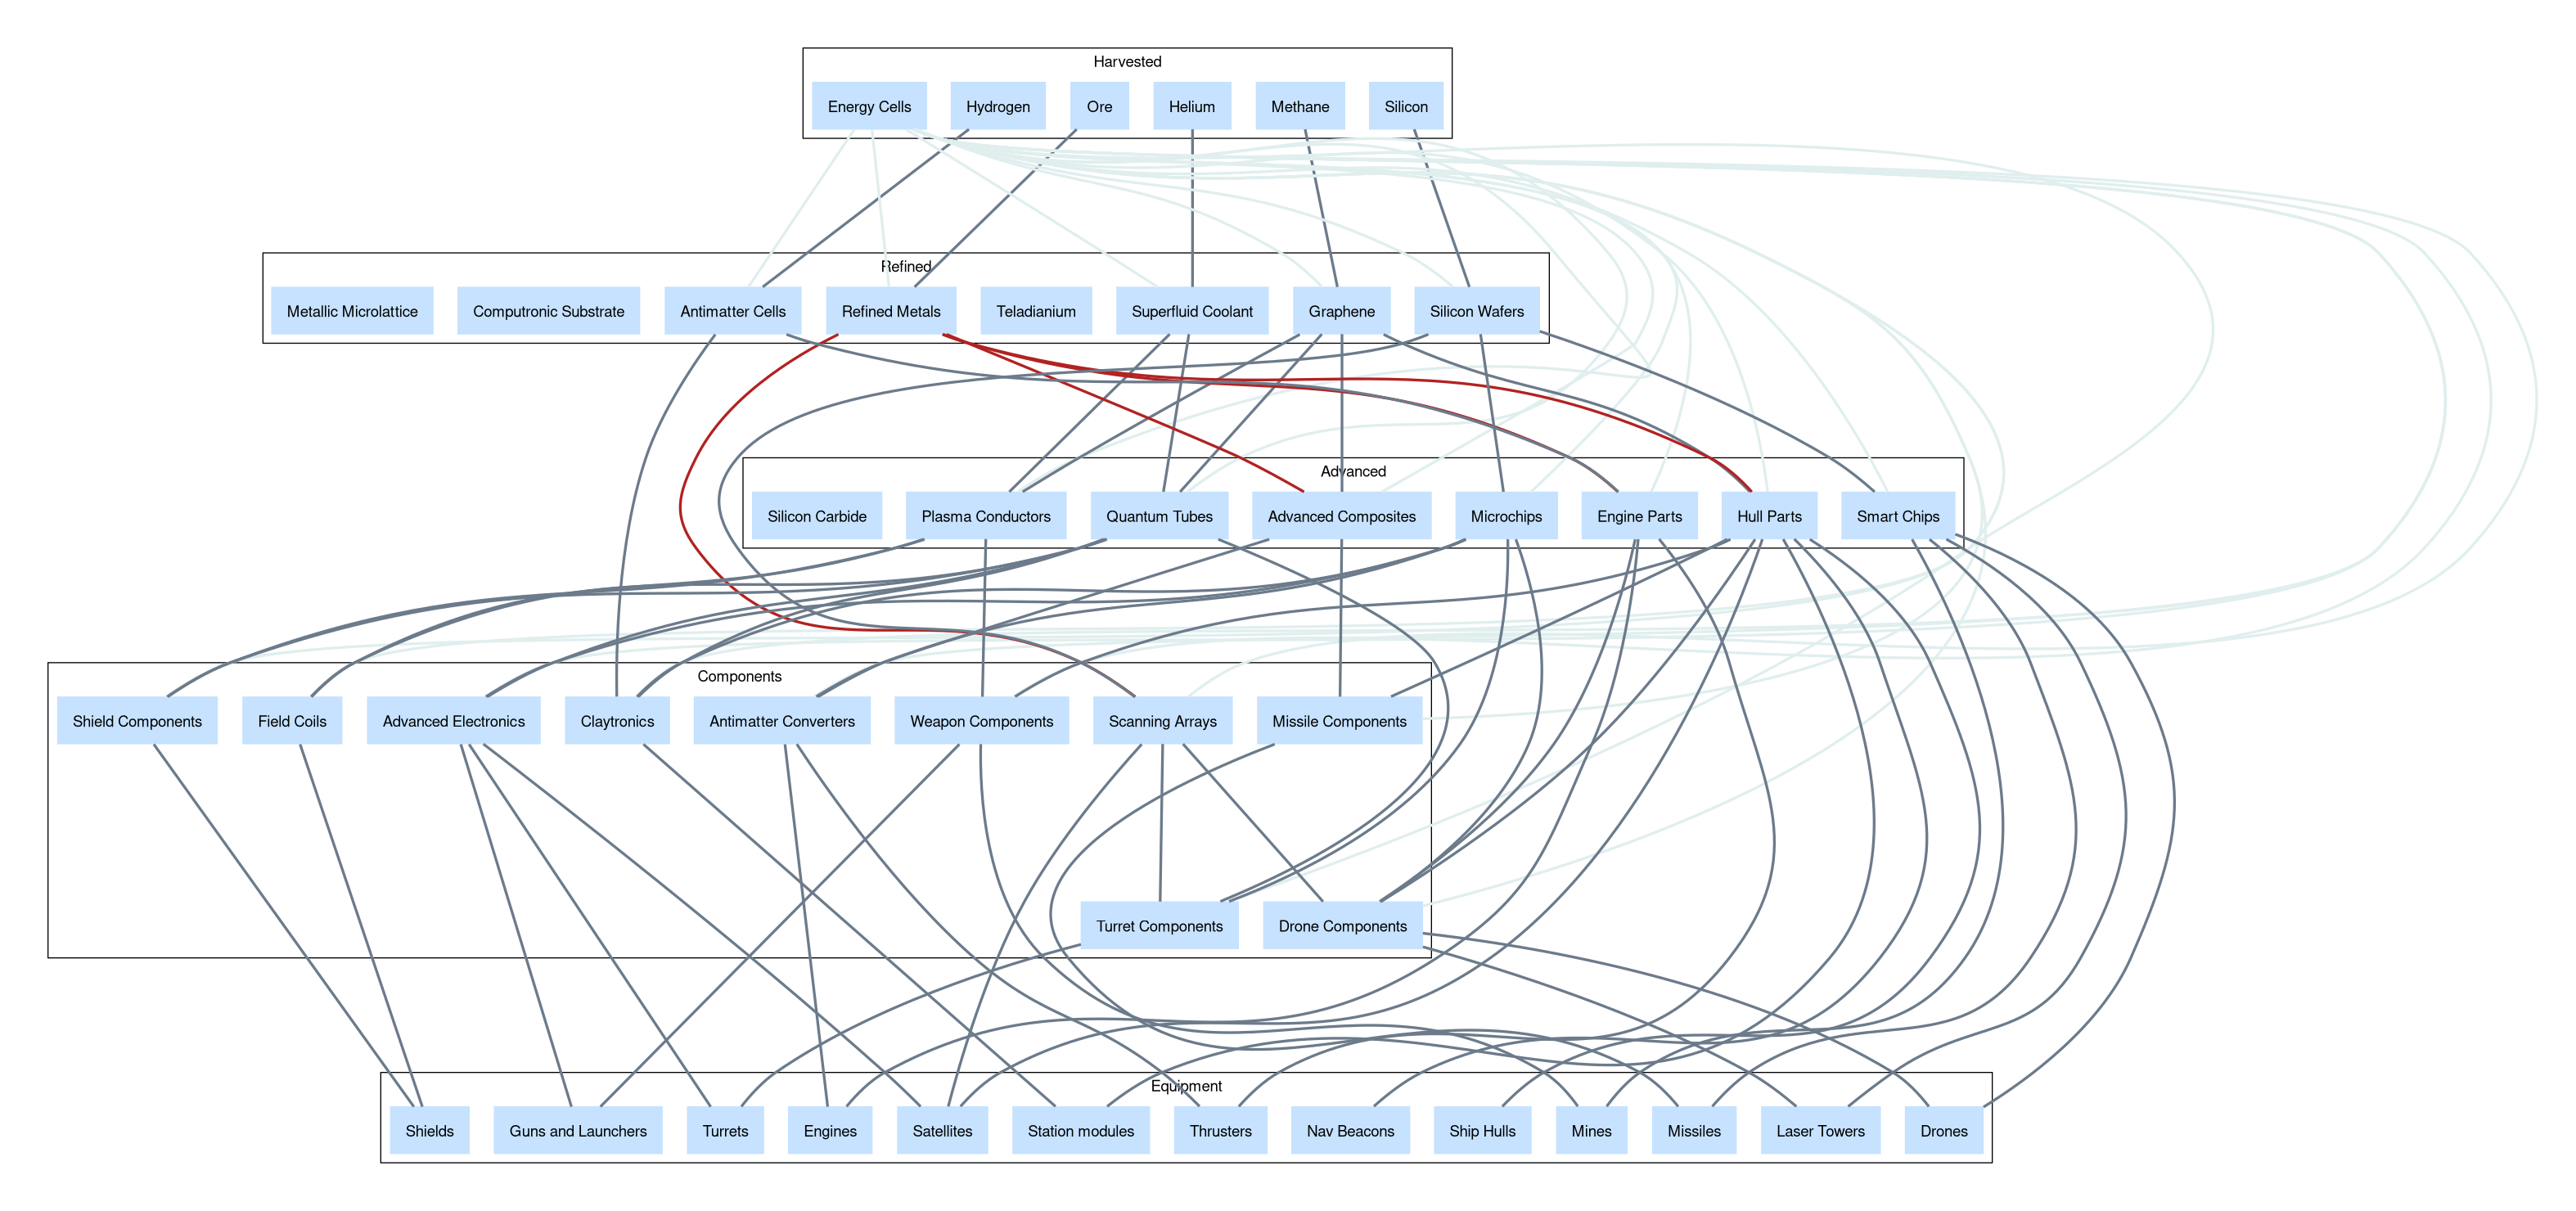 Harvested
Energy Cells
Hydrogen
Ore
Helium
Methane
Silicon
Refined
Metallic Microlattice
Computronic Substrate
Antimatter Cells
Refined Metals
Teladianium
Superfluid Coolant
Graphene
Silicon Wafers
Advanced
Silicon Carbide
Plasma Conductors
Quantum Tubes
Advanced Composites
Microchips
Engine Parts
Hull Parts
Smart Chips
Components
Shield Components
Field Coils
Advanced Electronics
Claytronics
Antimatter Converters
Weapon Components
Scanning Arrays
Missile Components
Turret Components
Drone Components
Equipment
Shields
Guns and Launchers
Turrets
Engines
Satellites
Station modules
Thrusters
Nav Beacons
Ship Hulls
Mines
Missiles
Laser Towers
Drones